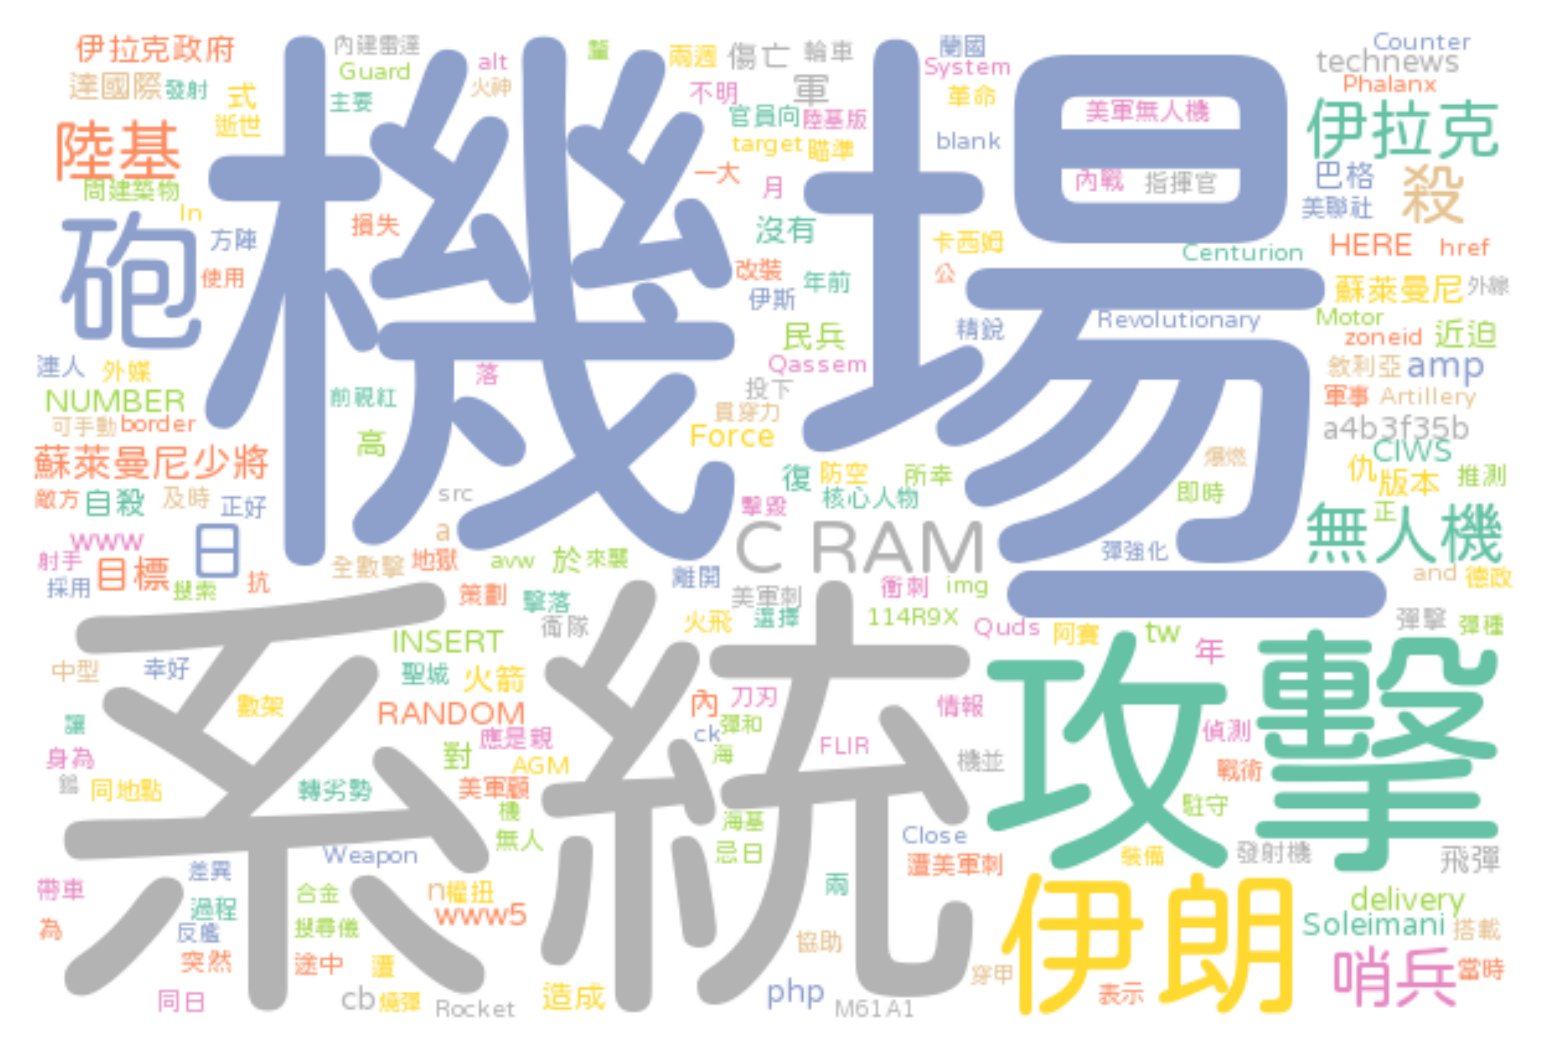 伊拉克政府
內建雷達
Guard
alt
火神
兩週
傷亡
輪車
蘭國
System
Counter
technews
Phalanx
達國際
發射
式
主要
不明
軍
革命
美軍無人機
伊拉克
逝世
官員向
陸基版
陸基
target
瞄準
blank
問建築物
一大
月
內戰
指揮官
巴格
殺
In
美聯社
砲
方陣
損失
沒有
卡西姆
HERE
href
使用
改裝
年前
公
Centurion
伊斯
蘇萊曼尼
外線
機場
精銳
Revolutionary
Motor
民兵
zoneid
近迫
連人
外媒
落
Qassem
敘利亞
amp
NUMBER
前視紅
投下
軍事
Artillery
可手動
border
貫穿力
高
Force
a4b3f35b
CIWS
蘇萊曼尼少將
爆燃
仇
版本
推測
復
防空
所幸
敵方
自殺
及時
正好
src
擊毀
核心人物
即時
正
無人機
www
日
a
C RAM
射手
目標
全數擊
地獄
avw
於
來襲
彈強化
採用
搜索
抗
離開
衝刺
img
and
德政
策劃
擊落
美軍刺
衛隊
火飛
選擇
114R9X
Quds
阿賽
tw
年
彈擊
彈種
INSERT
中型
幸好
聖城
火箭
系統
攻擊
數架
RANDOM
內
刀刃
情報
讓
應是親
ck
彈和
FLIR
偵測
身為
對
AGM
海
機並
戰術
鎢
同地點
轉劣勢
美軍顧
機
駐守
海基
無人
忌日
Close
Weapon
差異
遭美軍刺
裝備
發射機
飛彈
帶車
合金
n
權扭
兩
伊朗
delivery
過程
www5
為
反艦
搜尋儀
Soleimani
搭載
協助
突然
途中
遭
穿甲
哨兵
當時
同日
cb
燒彈
Rocket
造成
php
M61A1
表示